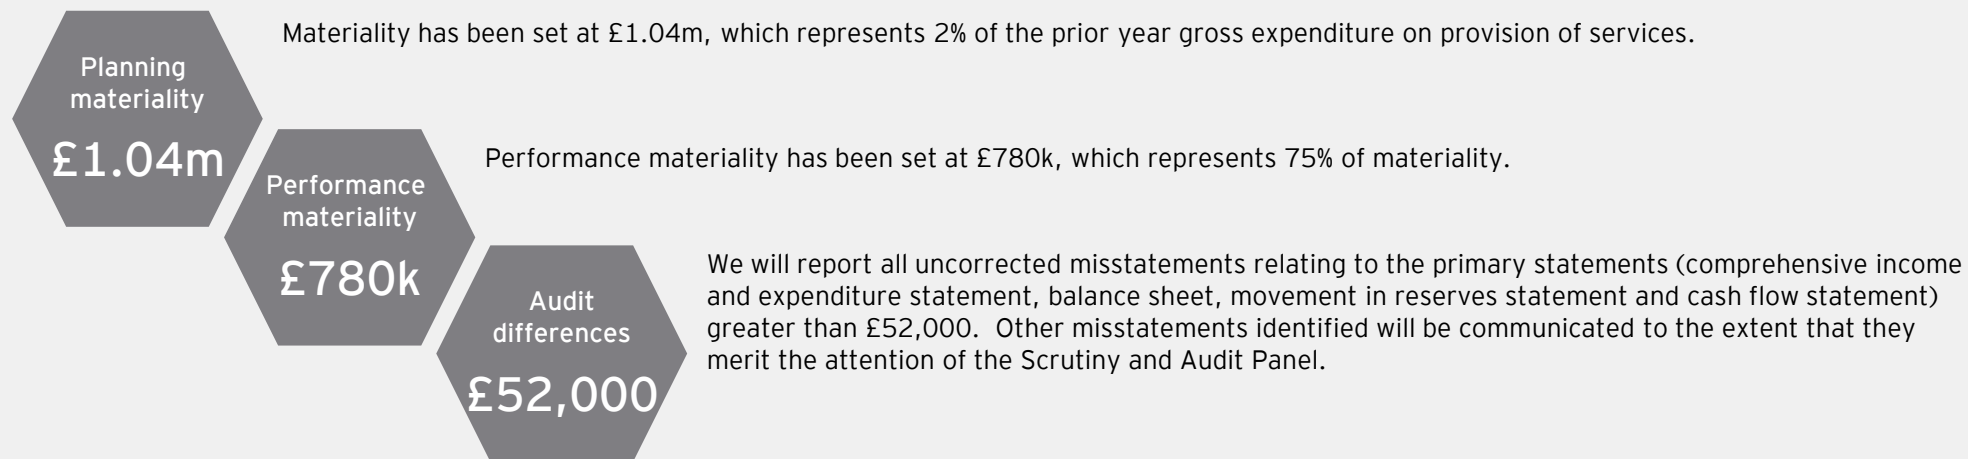 Planning
materiality
£1.04m
Materiality has been set at £1.04m, which represents 2% of the prior year gross expenditure on provision of services.
Performance
materiality
£780k
Performance materiality has been set at £780k, which represents 75% of materiality.
Audit
differences
£52,000
We will report all uncorrected misstatements relating to the primary statements (comprehensive income
and expenditure statement, balance sheet, movement in reserves statement and cash flow statement)
greater than £52,000.  Other misstatements identified will be communicated to the extent that they
merit the attention of the Scrutiny and Audit Panel.